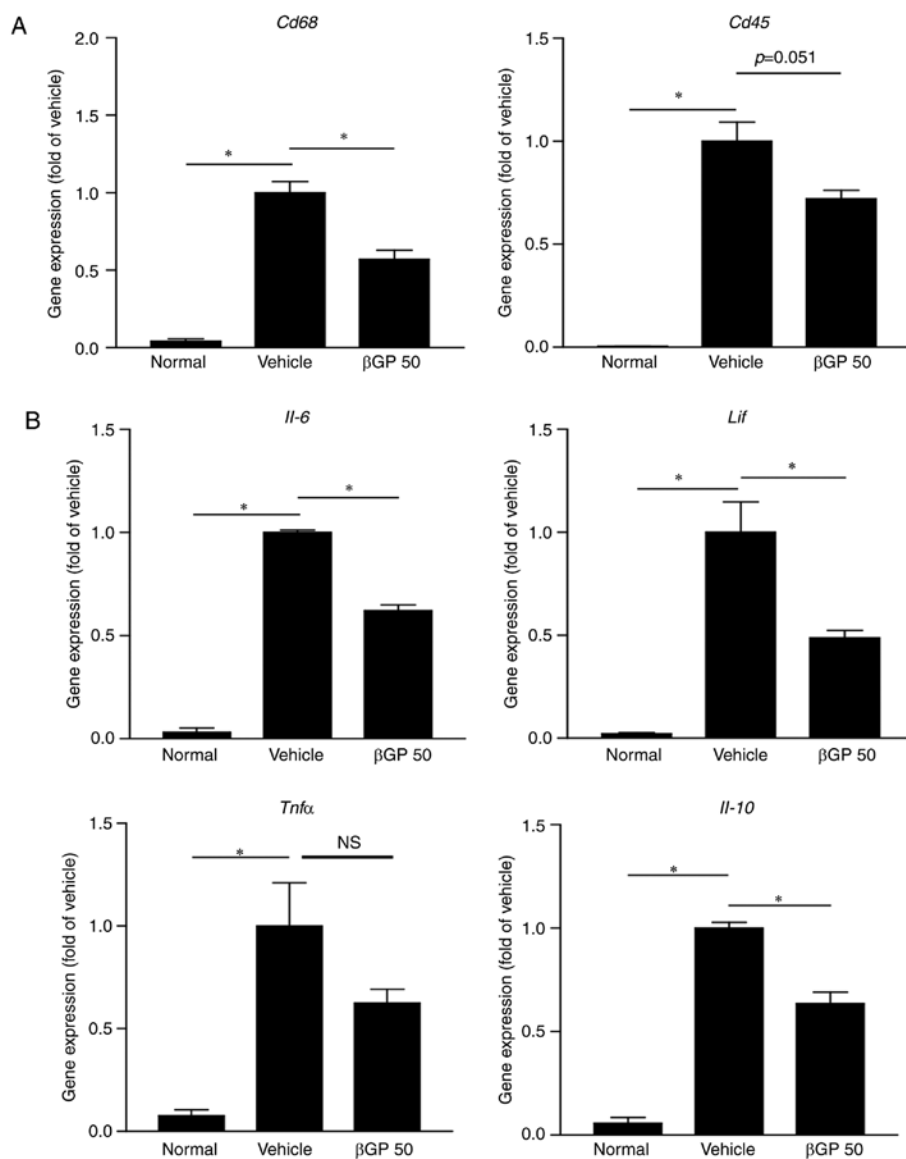 A
Cd68
Gene expression (fold of vehicle)
2.0
1.5
1.0
0.5
0.0
*
*
Normal Vehicle βGP 50
Cd45
Gene expression (fold of vehicle)
1.5
1.0
0.5
0.0
*
p=0.051
Normal Vehicle βGP 50
B
Il-6
Gene expression (fold of vehicle)
1.5
1.0
0.5
0.0
*
*
Normal Vehicle βGP 50
Lif
Gene expression (fold of vehicle)
1.5
1.0
0.5
0.0
*
*
Normal Vehicle βGP 50
Tnfα
Gene expression (fold of vehicle)
1.5
1.0
0.5
0.0
*
NS
Normal Vehicle βGP 50
Il-10
Gene expression (fold of vehicle)
1.5
1.0
0.5
0.0
*
*
Normal Vehicle βGP 50